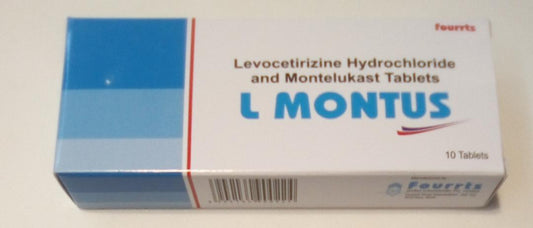 fourrts
Levocetirizine Hydrochloride
and Montelukast Tablets
L MONTUS
10 Tablets
Fourrts